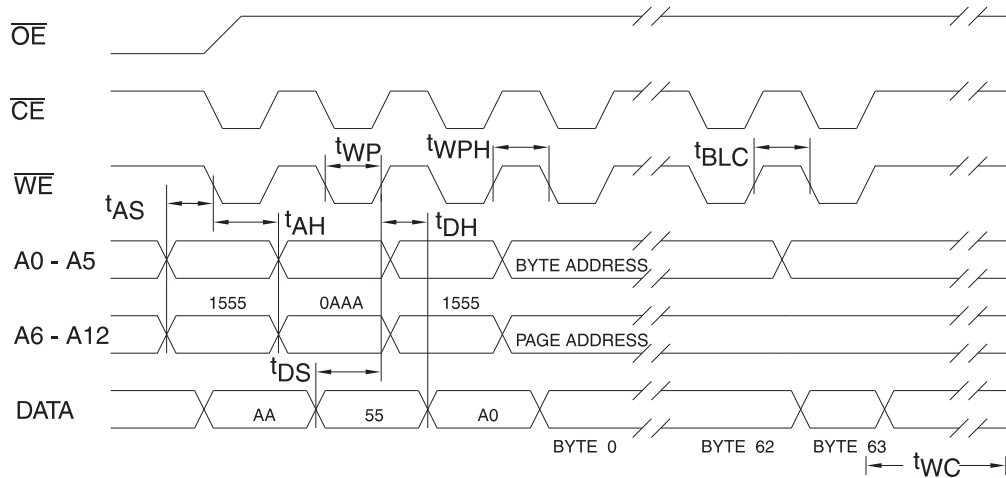 OE
CE
tWP
tWPH
tBLC
WE
tAS
tAH
tDH
A0 - A5
BYTE ADDRESS
1555
0AAA
1555
A6 - A12
PAGE ADDRESS
tDS
DATA
AA
55
A0
BYTE 0
BYTE 62
BYTE 63
tWC